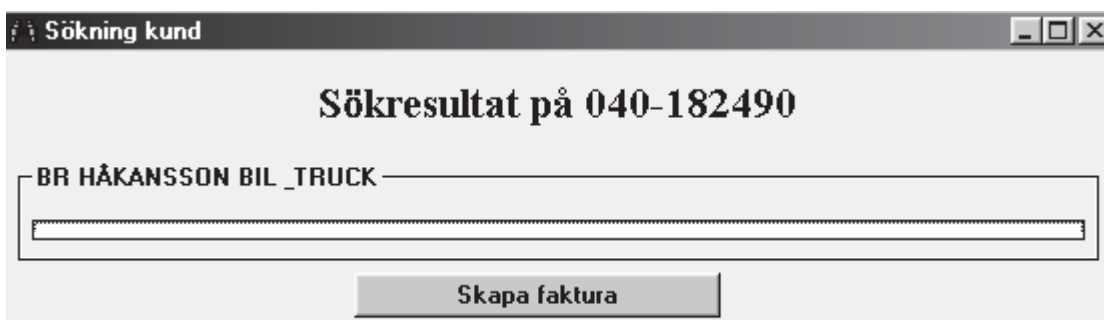 Sökning kund
Sökresultat på 040-182490
BR HÅKANSSON BIL _TRUCK
Skapa faktura